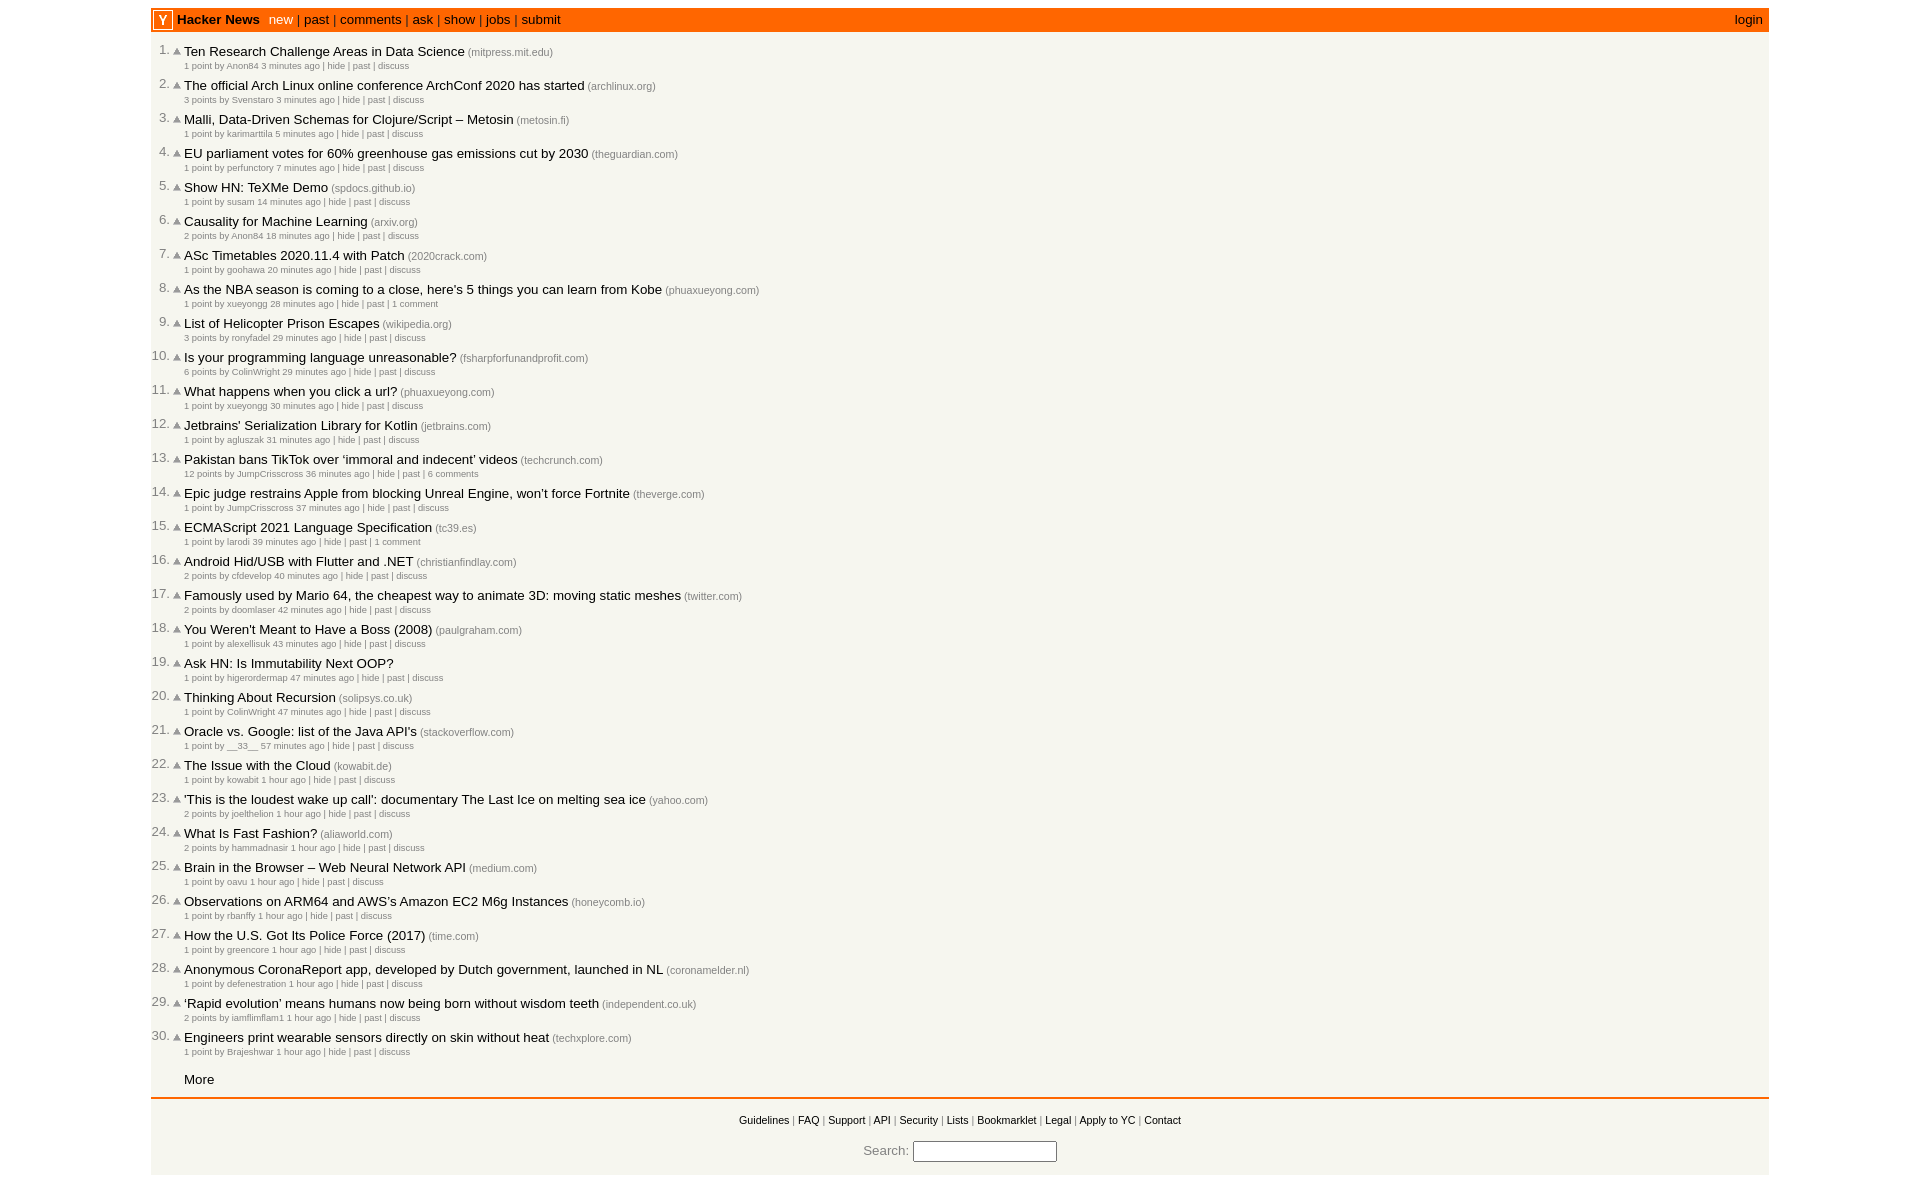 Y Hacker News new | past | comments | ask | show | jobs | submit login
1. Ten Research Challenge Areas in Data Science (mitpress.mit.edu)
1 point by Anon84 3 minutes ago | hide | past | discuss
2. The official Arch Linux online conference ArchConf 2020 has started (archlinux.org)
3 points by Svenstaro 3 minutes ago | hide | past | discuss
3. Malli, Data-Driven Schemas for Clojure/Script – Metosin (metosin.fi)
1 point by karimarttila 5 minutes ago | hide | past | discuss
4. EU parliament votes for 60% greenhouse gas emissions cut by 2030 (theguardian.com)
1 point by perfunctory 7 minutes ago | hide | past | discuss
5. Show HN: TeXMe Demo (spdocs.github.io)
1 point by susam 14 minutes ago | hide | past | discuss
6. Causality for Machine Learning (arxiv.org)
2 points by Anon84 18 minutes ago | hide | past | discuss
7. ASc Timetables 2020.11.4 with Patch (2020crack.com)
1 point by goohawa 20 minutes ago | hide | past | discuss
8. As the NBA season is coming to a close, here's 5 things you can learn from Kobe (phuaxueyong.com)
1 point by xueyongg 28 minutes ago | hide | past | 1 comment
9. List of Helicopter Prison Escapes (wikipedia.org)
3 points by ronyfadel 29 minutes ago | hide | past | discuss
10. Is your programming language unreasonable? (fsharpforfunandprofit.com)
6 points by ColinWright 29 minutes ago | hide | past | discuss
11. What happens when you click a url? (phuaxueyong.com)
1 point by xueyongg 30 minutes ago | hide | past | discuss
12. Jetbrains' Serialization Library for Kotlin (jetbrains.com)
1 point by agluszak 31 minutes ago | hide | past | discuss
13. Pakistan bans TikTok over ‘immoral and indecent’ videos (techcrunch.com)
12 points by JumpCrisscross 36 minutes ago | hide | past | 6 comments
14. Epic judge restrains Apple from blocking Unreal Engine, won’t force Fortnite (theverge.com)
1 point by JumpCrisscross 37 minutes ago | hide | past | discuss
15. ECMAScript 2021 Language Specification (tc39.es)
1 point by larodi 39 minutes ago | hide | past | 1 comment
16. Android Hid/USB with Flutter and .NET (christianfindlay.com)
2 points by cfdevelop 40 minutes ago | hide | past | discuss
17. Famously used by Mario 64, the cheapest way to animate 3D: moving static meshes (twitter.com)
2 points by doomlaser 42 minutes ago | hide | past | discuss
18. You Weren't Meant to Have a Boss (2008) (paulgraham.com)
1 point by alexellisuk 43 minutes ago | hide | past | discuss
19. Ask HN: Is Immutability Next OOP?
1 point by higerordermap 47 minutes ago | hide | past | discuss
20. Thinking About Recursion (solipsys.co.uk)
1 point by ColinWright 47 minutes ago | hide | past | discuss
21. Oracle vs. Google: list of the Java API's (stackoverflow.com)
1 point by __33__ 57 minutes ago | hide | past | discuss
22. The Issue with the Cloud (kowabit.de)
1 point by kowabit 1 hour ago | hide | past | discuss
23. 'This is the loudest wake up call': documentary The Last Ice on melting sea ice (yahoo.com)
2 points by joelthelion 1 hour ago | hide | past | discuss
24. What Is Fast Fashion? (aliaworld.com)
2 points by hammadnasir 1 hour ago | hide | past | discuss
25. Brain in the Browser – Web Neural Network API (medium.com)
1 point by oavu 1 hour ago | hide | past | discuss
26. Observations on ARM64 and AWS’s Amazon EC2 M6g Instances (honeycomb.io)
1 point by rbanffy 1 hour ago | hide | past | discuss
27. How the U.S. Got Its Police Force (2017) (time.com)
1 point by greencore 1 hour ago | hide | past | discuss
28. Anonymous CoronaReport app, developed by Dutch government, launched in NL (coronamelder.nl)
1 point by defenestration 1 hour ago | hide | past | discuss
29. ‘Rapid evolution’ means humans now being born without wisdom teeth (independent.co.uk)
2 points by iamflimflam1 1 hour ago | hide | past | discuss
30. Engineers print wearable sensors directly on skin without heat (techxplore.com)
1 point by Brajeshwar 1 hour ago | hide | past | discuss
More
Guidelines | FAQ | Support | API | Security | Lists | Bookmarklet | Legal | Apply to YC | Contact
Search: